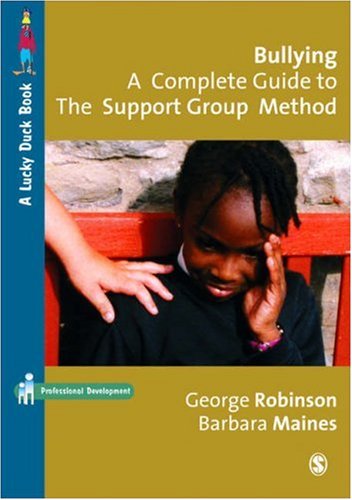 A Lucky Duck Book
Bullying
A Complete Guide to
The Support Group Method
Professional Development
George Robinson
Barbara Maines
S